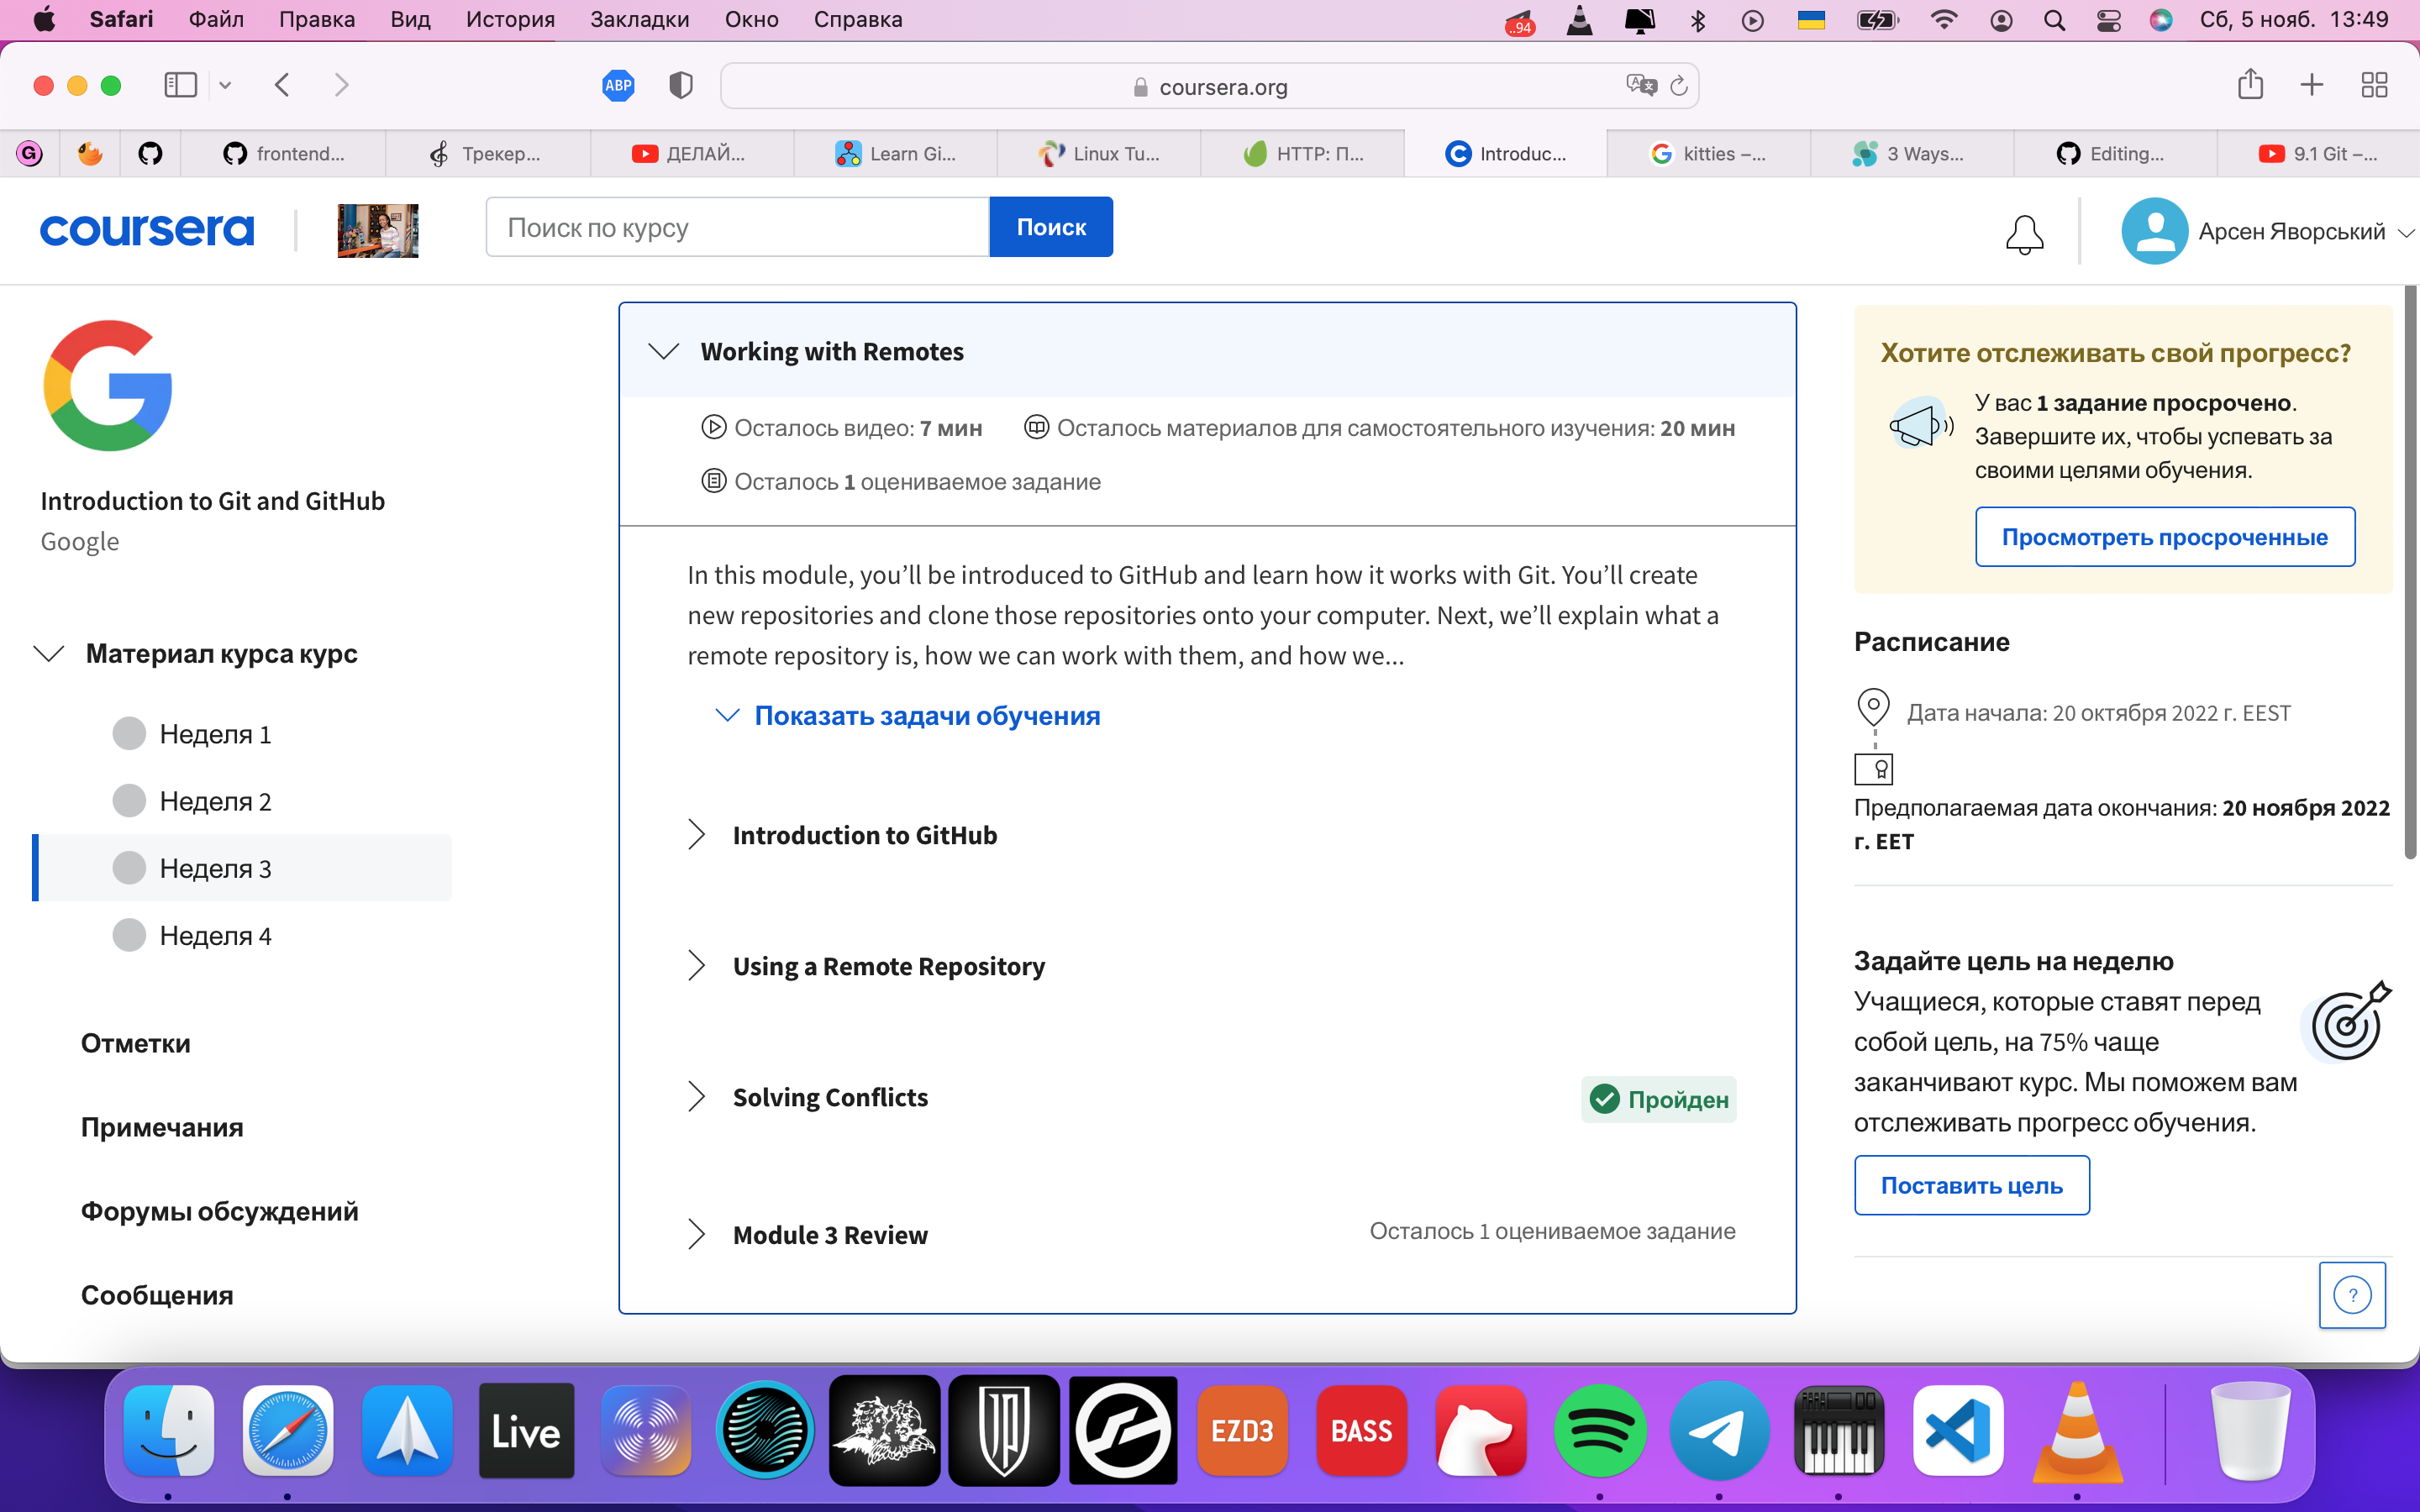 Safari Файл Правка Вид История Закладки Окно Справка
..94
Сб, 5 нояб. 13:49
ABP
coursera.org
G
frontend...
Трекер...
ДЕЛАЙ...
Learn Gi...
Linux Tu...
HTTP: П...
Introduc...
kitties –...
3 Ways...
Editing...
9.1 Git –...
coursera
Поиск по курсу
Поиск
Арсен Яворський
Introduction to Git and GitHub
Google
Материал курса курс
Неделя 1
Неделя 2
Неделя 3
Неделя 4
Отметки
Примечания
Форумы обсуждений
Сообщения
Working with Remotes
Осталось видео: 7 мин
Осталось материалов для самостоятельного изучения: 20 мин
Осталось 1 оцениваемое задание
In this module, you’ll be introduced to GitHub and learn how it works with Git. You’ll create
new repositories and clone those repositories onto your computer. Next, we’ll explain what a
remote repository is, how we can work with them, and how we...
Показать задачи обучения
Introduction to GitHub
Using a Remote Repository
Solving Conflicts
Пройден
Module 3 Review
Осталось 1 оцениваемое задание
Хотите отслеживать свой прогресс?
У вас 1 задание просрочено.
Завершите их, чтобы успевать за
своими целями обучения.
Просмотреть просроченные
Расписание
Дата начала: 20 октября 2022 г. EEST
Предполагаемая дата окончания: 20 ноября 2022
г. EET
Задайте цель на неделю
Учащиеся, которые ставят перед
собой цель, на 75% чаще
заканчивают курс. Мы поможем вам
отслеживать прогресс обучения.
Поставить цель
?
Live
EZD3
BASS